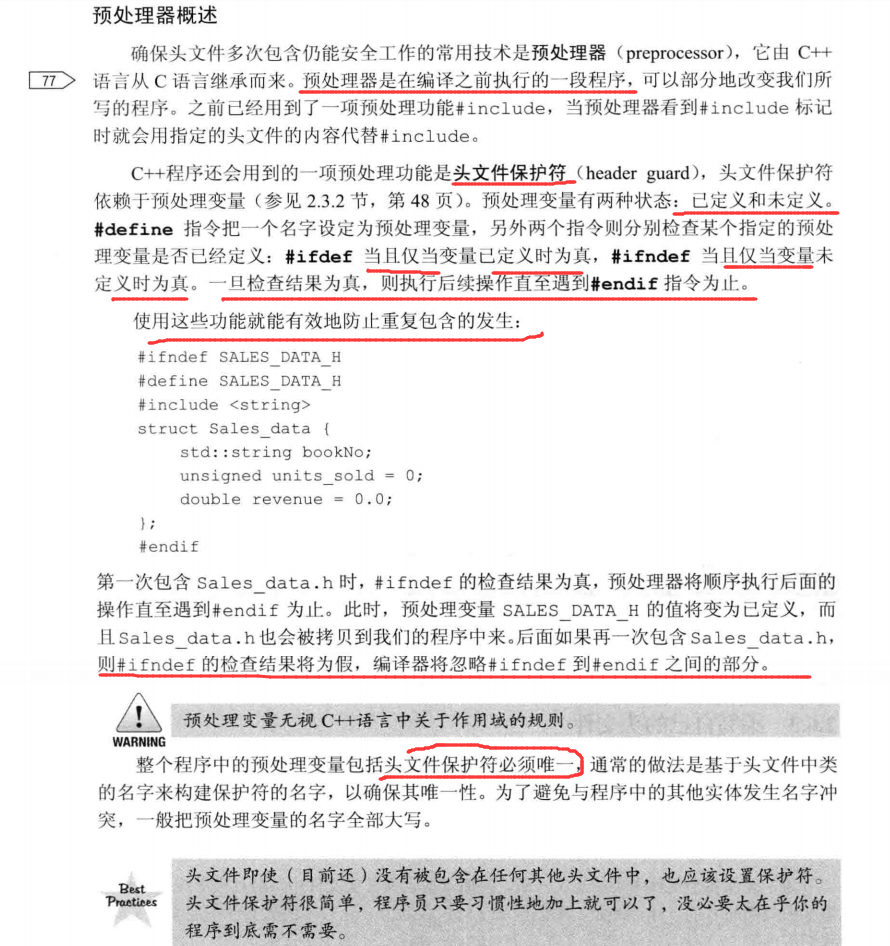 预处理器概述
确保头文件多次包含仍能安全工作的常用技术是预处理器（preprocessor），它由 C++
77
语言从 C 语言继承而来。预处理器是在编译之前执行的一段程序，可以部分地改变我们所
写的程序。之前已经用到了一项预处理功能#include，当预处理器看到#include 标记
时就会用指定的头文件的内容代替#include。
C++程序还会用到的一项预处理功能是头文件保护符（header guard），头文件保护符
依赖于预处理变量（参见 2.3.2 节，第 48 页）。预处理变量有两种状态：已定义和未定义。
#define 指令把一个名字设定为预处理变量，另外两个指令则分别检查某个指定的预处
理变量是否已经定义：#ifdef 当且仅当变量已定义时为真，#ifndef 当且仅当变量未
定义时为真。一旦检查结果为真，则执行后续操作直至遇到#endif 指令为止。
使用这些功能就能有效地防止重复包含的发生：
#ifndef SALES_DATA_H
#define SALES_DATA_H
#include <string>
struct Sales_data {
    std::string bookNo;
    unsigned units_sold = 0;
    double revenue = 0.0;
};
#endif
第一次包含 Sales_data.h 时，#ifndef 的检查结果为真，预处理器将顺序执行后面的
操作直至遇到#endif 为止。此时，预处理变量 SALES_DATA_H 的值将变为已定义，而
且Sales_data.h也会被拷贝到我们的程序中来。后面如果再一次包含Sales_data.h，
则#ifndef 的检查结果将为假，编译器将忽略#ifndef 到#endif 之间的部分。
预处理变量无视 C++语言中关于作用域的规则。
WARNING
整个程序中的预处理变量包括头文件保护符必须唯一，通常的做法是基于头文件中类
的名字来构建保护符的名字，以确保其唯一性。为了避免与程序中的其他实体发生名字冲
突，一般把预处理变量的名字全部大写。
头文件即使（目前还）没有被包含在任何其他头文件中，也应该设置保护符。
Best
Practices
头文件保护符很简单，程序员只要习惯性地加上就可以了，没必要太在乎你的
程序到底需不需要。